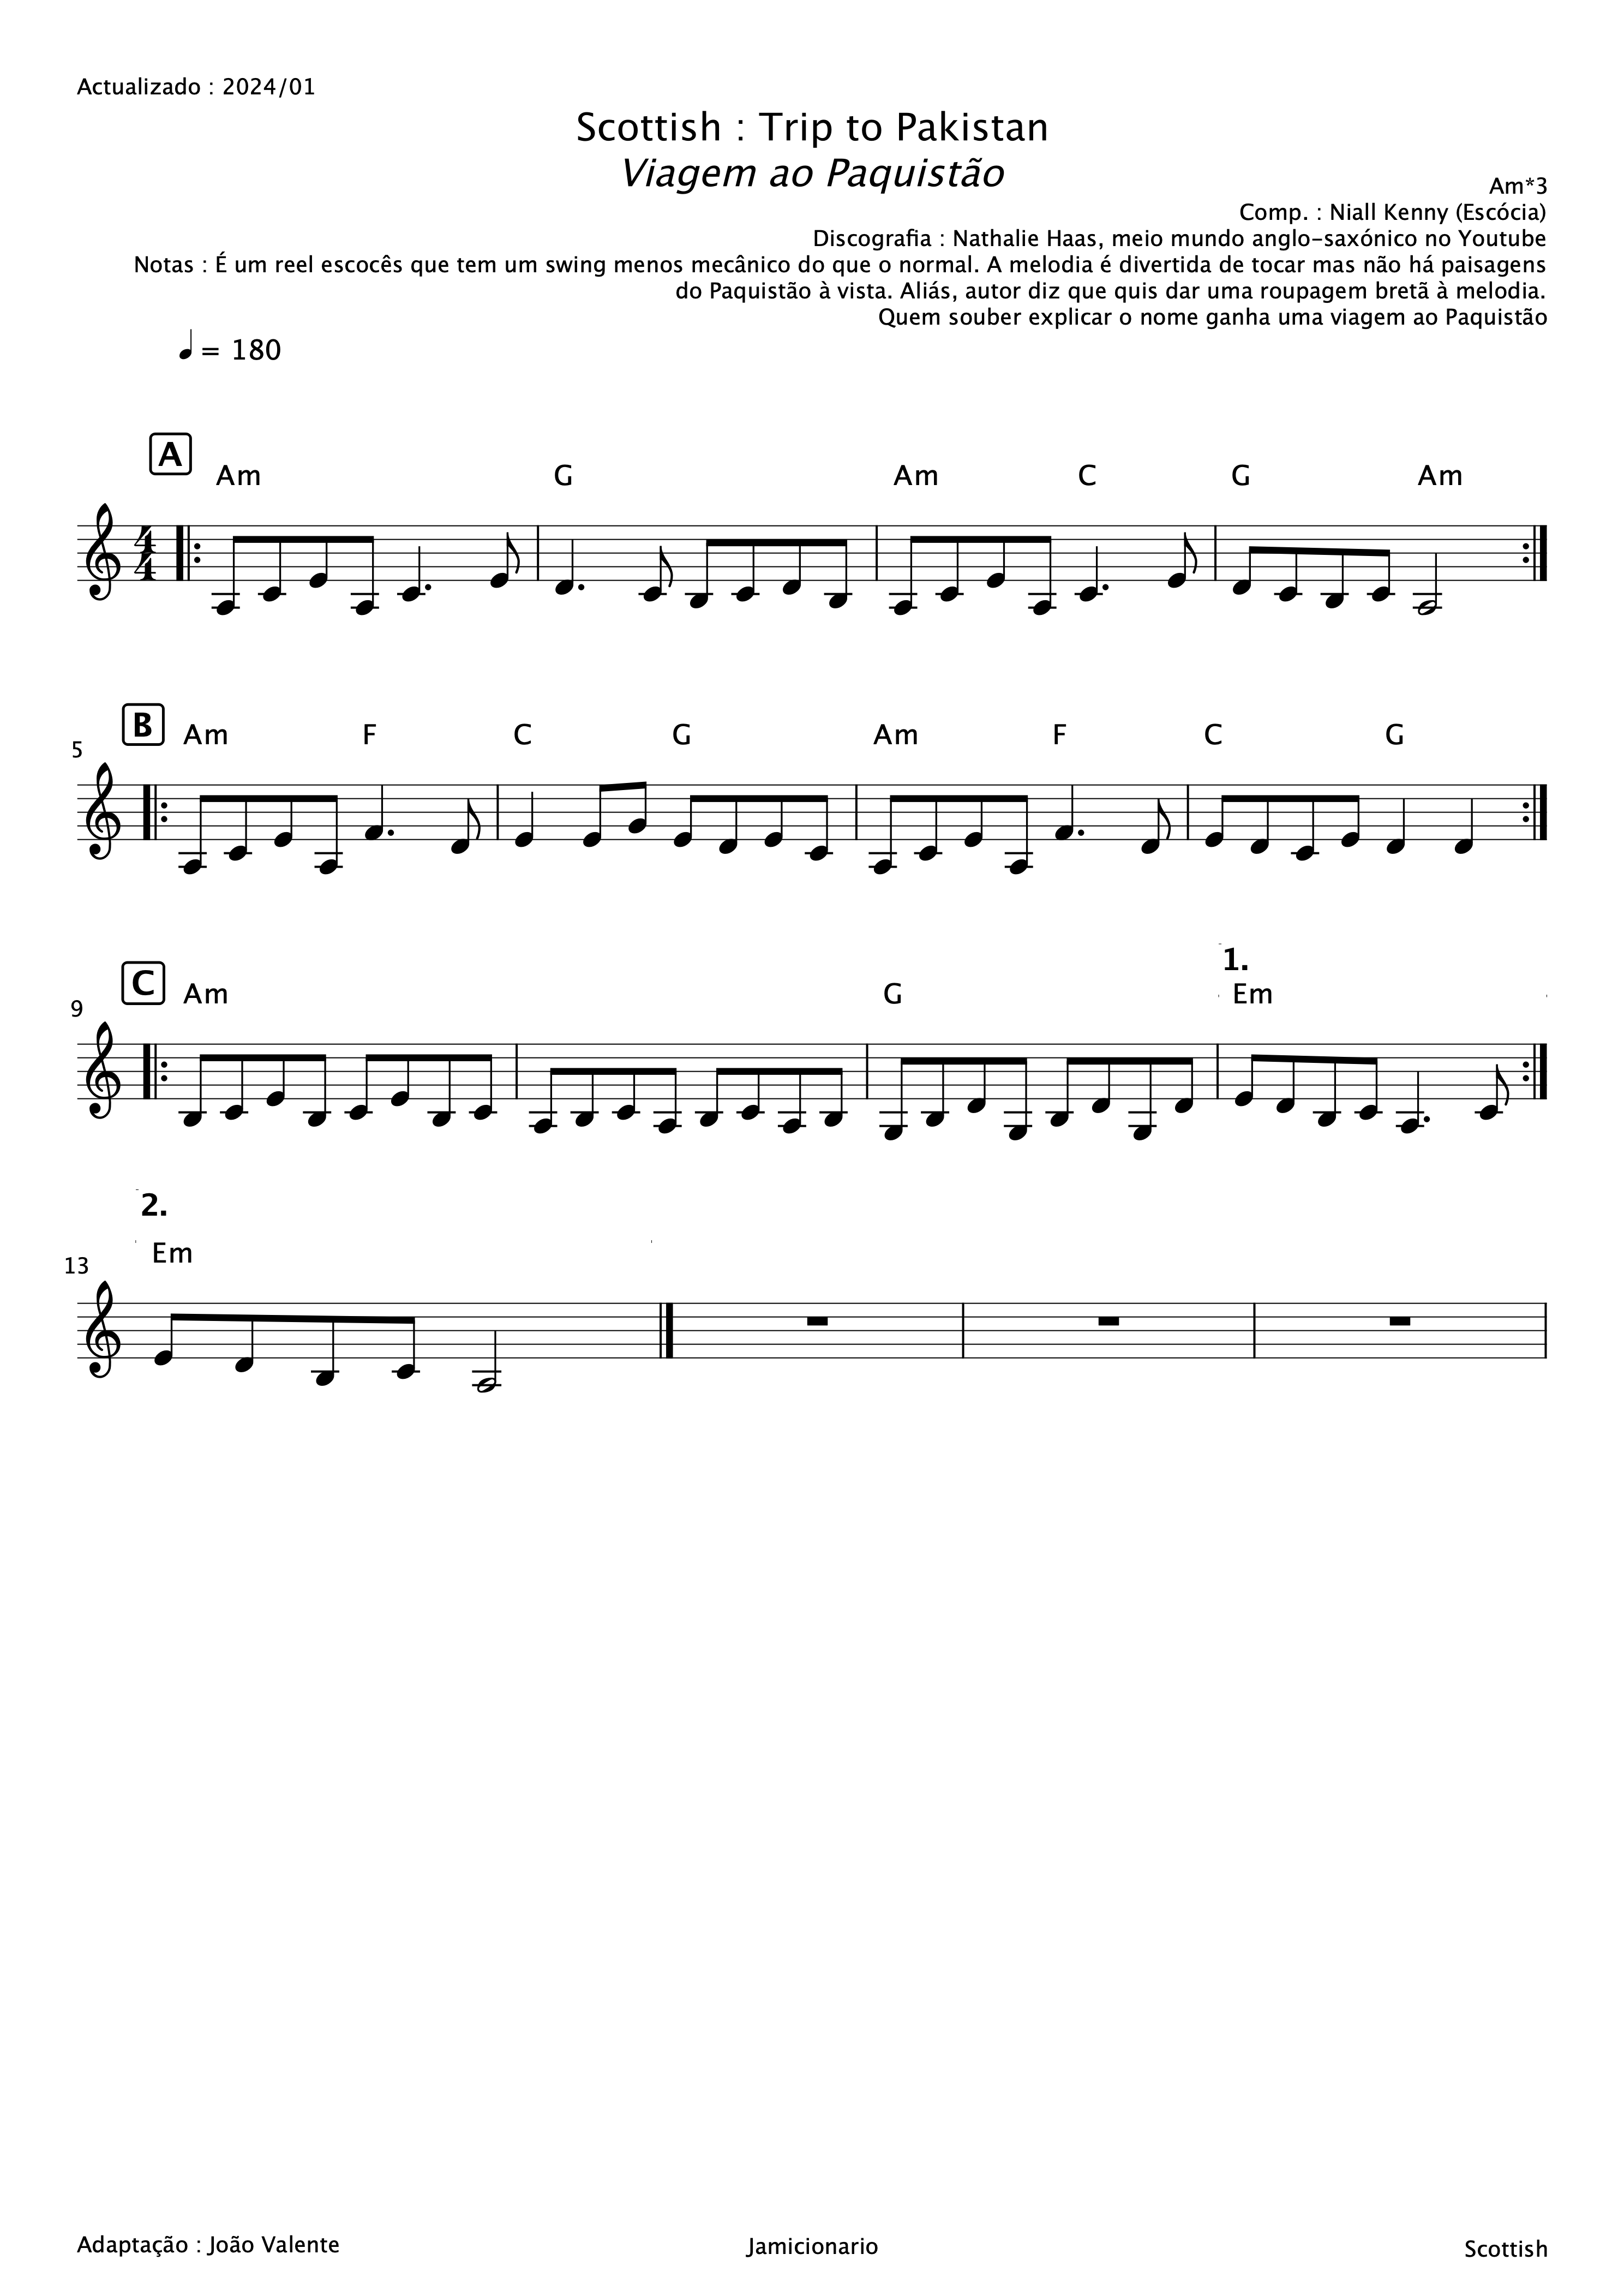 Actualizado : 2024/01
Scottish : Trip to Pakistan
Viagem ao Paquistão
Am*3
Comp. : Niall Kenny (Escócia)
Discografia : Nathalie Haas, meio mundo anglo-saxónico no Youtube
Notas : É um reel escocês que tem um swing menos mecânico do que o normal. A melodia é divertida de tocar mas não há paisagens
do Paquistão à vista. Aliás, autor diz que quis dar uma roupagem bretã à melodia.
Quem souber explicar o nome ganha uma viagem ao Paquistão
= 180
A Am G Am C G Am
4
4
B
5 Am F C G Am F C G
1.
C
9 Am G Em
2.
13 Em
Adaptação : João Valente Jamicionario Scottish